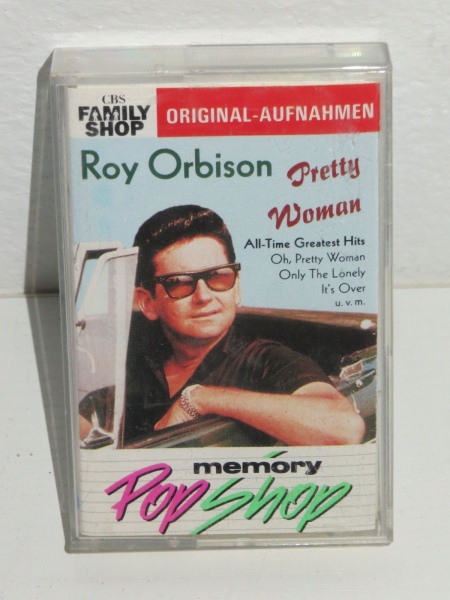 CBS
FAMILY
SHOP
ORIGINAL-AUFNAHMEN
Roy Orbison
Pretty
Woman
All-Time Greatest Hits
Oh, Pretty Woman
Only The Lonely
It's Over
u.v.m.
memory
Pop Shop